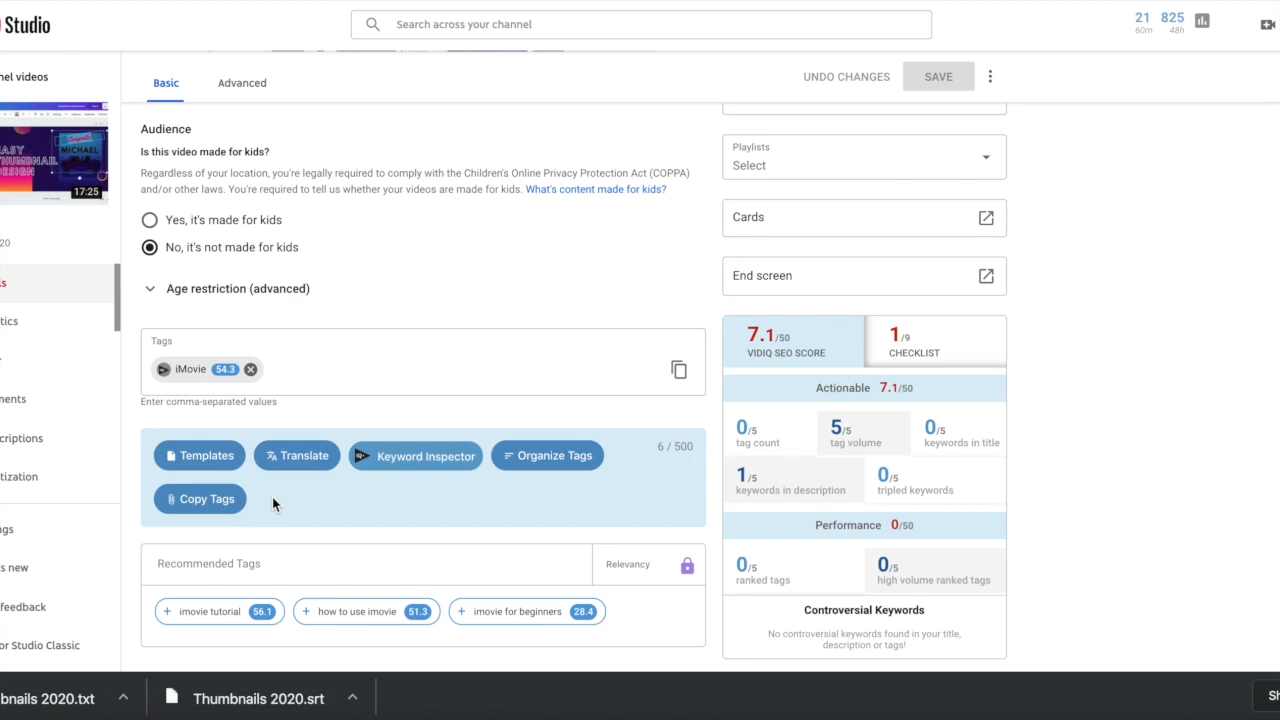 Studio
Search across your channel
21 825
60m 48h
nel videos
Basic
Advanced
UNDO CHANGES
SAVE
EASY
THUMBNAIL
DESIGN
MICHAEL
17:25
20
ls
tics
ments
criptions
tization
ngs
's new
feedback
or Studio Classic
Audience
Is this video made for kids?
Regardless of your location, you're legally required to comply with the Children's Online Privacy Protection Act (COPPA)
and/or other laws. You're required to tell us whether your videos are made for kids. What's content made for kids?
Yes, it's made for kids
No, it's not made for kids
Age restriction (advanced)
Tags
iMovie 54.3
Enter comma-separated values
Templates
Translate
Keyword Inspector
Organize Tags
6 / 500
Copy Tags
Recommended Tags
Relevancy
+ imovie tutorial 56.1
+ how to use imovie 51.3
+ imovie for beginners 28.4
Playlists
Select
Cards
End screen
7.1/50
VIDIQ SEO SCORE
1/9
CHECKLIST
Actionable 7.1/50
0/5
tag count
5/5
tag volume
0/5
keywords in title
1/5
keywords in description
0/5
tripled keywords
Performance 0/50
0/5
ranked tags
0/5
high volume ranked tags
Controversial Keywords
No controversial keywords found in your title,
description or tags!
bnails 2020.txt
Thumbnails 2020.srt
Sh